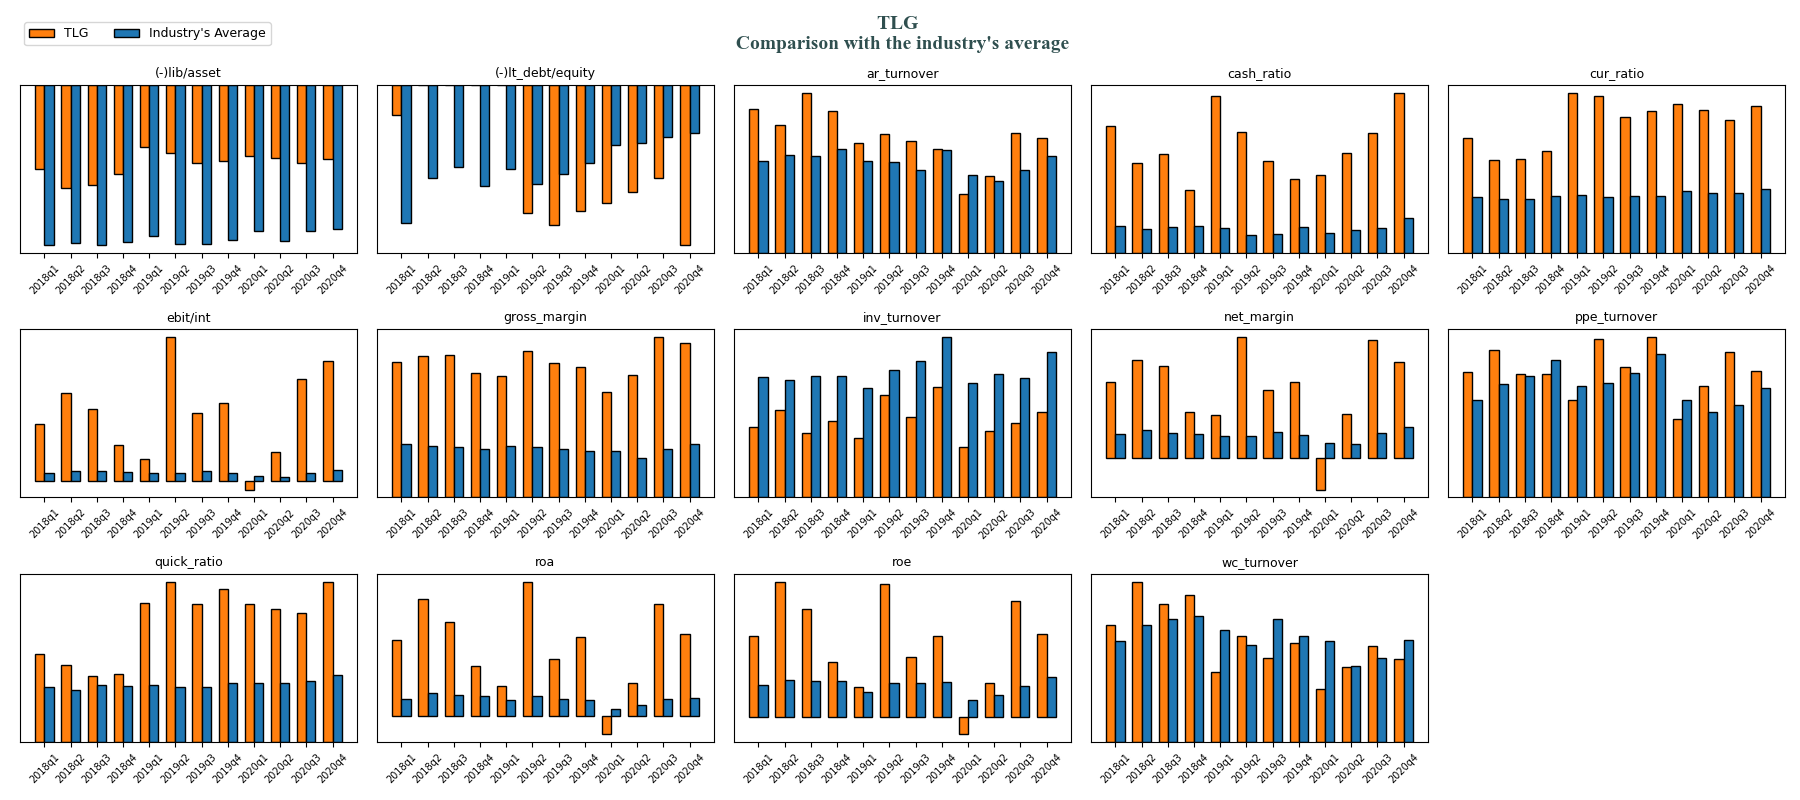 TLG
Comparison with the industry's average
TLG Industry's Average
(-)lib/asset
2018q1 2018q2 2018q3 2018q4 2019q1 2019q2 2019q3 2019q4 2020q1 2020q2 2020q3 2020q4
(-)lt_debt/equity
2018q1 2018q2 2018q3 2018q4 2019q1 2019q2 2019q3 2019q4 2020q1 2020q2 2020q3 2020q4
ar_turnover
2018q1 2018q2 2018q3 2018q4 2019q1 2019q2 2019q3 2019q4 2020q1 2020q2 2020q3 2020q4
cash_ratio
2018q1 2018q2 2018q3 2018q4 2019q1 2019q2 2019q3 2019q4 2020q1 2020q2 2020q3 2020q4
cur_ratio
2018q1 2018q2 2018q3 2018q4 2019q1 2019q2 2019q3 2019q4 2020q1 2020q2 2020q3 2020q4
ebit/int
2018q1 2018q2 2018q3 2018q4 2019q1 2019q2 2019q3 2019q4 2020q1 2020q2 2020q3 2020q4
gross_margin
2018q1 2018q2 2018q3 2018q4 2019q1 2019q2 2019q3 2019q4 2020q1 2020q2 2020q3 2020q4
inv_turnover
2018q1 2018q2 2018q3 2018q4 2019q1 2019q2 2019q3 2019q4 2020q1 2020q2 2020q3 2020q4
net_margin
2018q1 2018q2 2018q3 2018q4 2019q1 2019q2 2019q3 2019q4 2020q1 2020q2 2020q3 2020q4
ppe_turnover
2018q1 2018q2 2018q3 2018q4 2019q1 2019q2 2019q3 2019q4 2020q1 2020q2 2020q3 2020q4
quick_ratio
2018q1 2018q2 2018q3 2018q4 2019q1 2019q2 2019q3 2019q4 2020q1 2020q2 2020q3 2020q4
roa
2018q1 2018q2 2018q3 2018q4 2019q1 2019q2 2019q3 2019q4 2020q1 2020q2 2020q3 2020q4
roe
2018q1 2018q2 2018q3 2018q4 2019q1 2019q2 2019q3 2019q4 2020q1 2020q2 2020q3 2020q4
wc_turnover
2018q1 2018q2 2018q3 2018q4 2019q1 2019q2 2019q3 2019q4 2020q1 2020q2 2020q3 2020q4